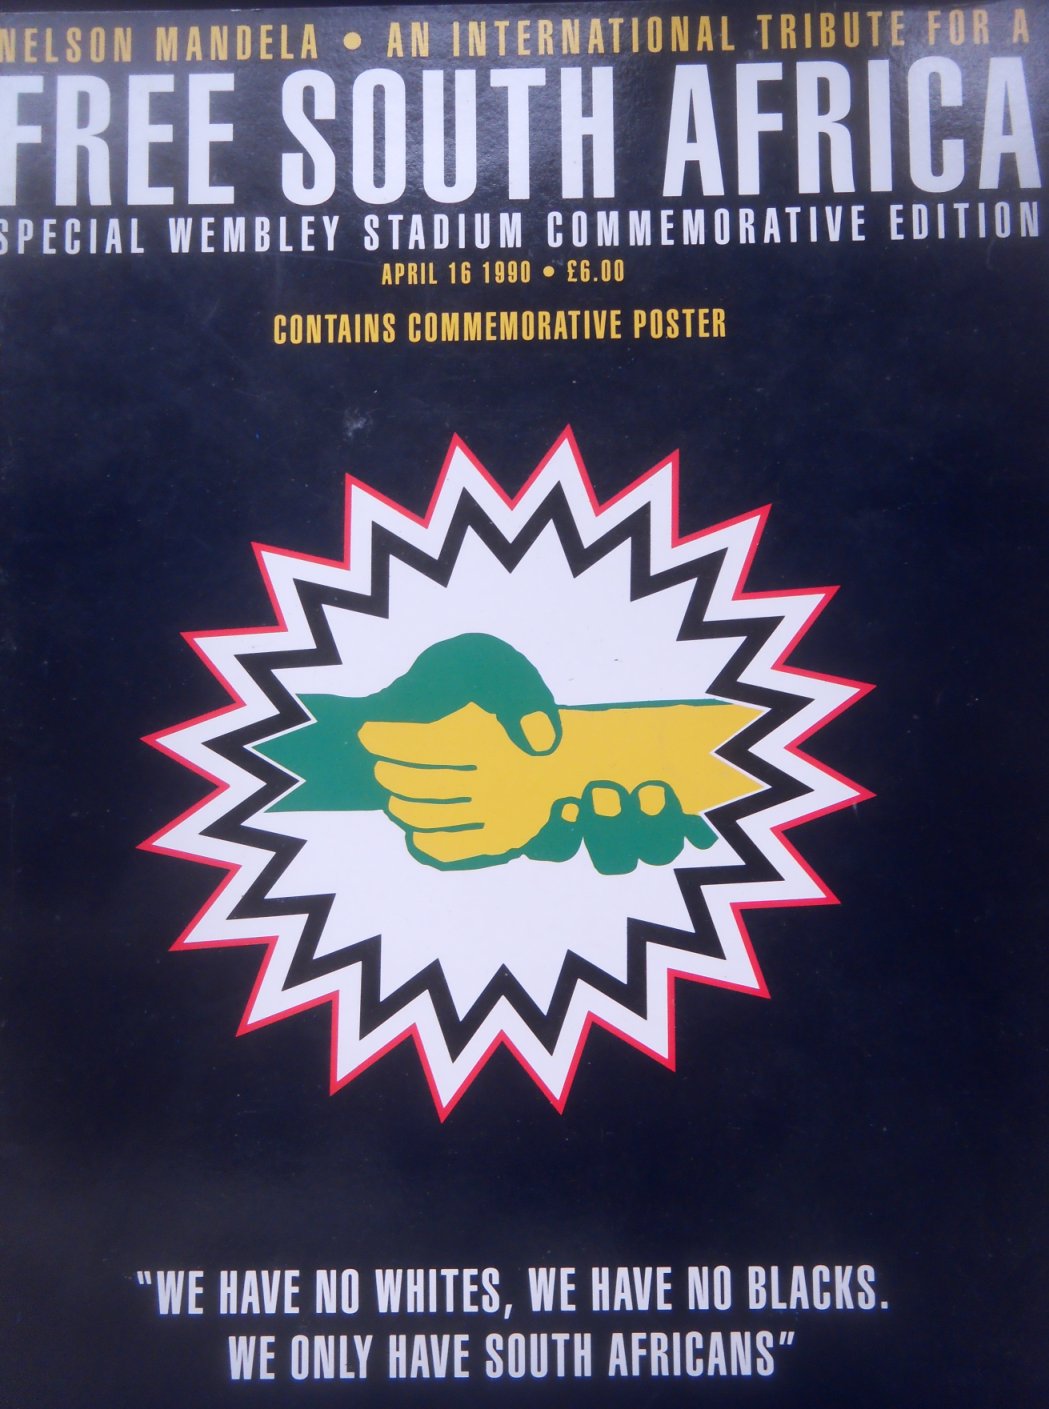 NELSON MANDELA • AN INTERNATIONAL TRIBUTE FOR A
FREE SOUTH AFRICA
SPECIAL WEMBLEY STADIUM COMMEMORATIVE EDITION
APRIL 16 1990 • £6.00
CONTAINS COMMEMORATIVE POSTER
"WE HAVE NO WHITES, WE HAVE NO BLACKS.
WE ONLY HAVE SOUTH AFRICANS"